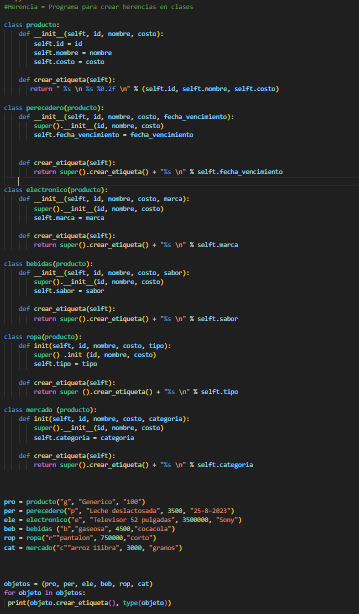 #Herencia = Programa para crear herencias en clases
class producto:
def __init__(selft, id, nombre, costo):
selft.id = id
selft.nombre = nombre
selft.costo = costo
def crear_etiqueta(selft):
return " %s \n %s %0.2f \n" % (selft.id, selft.nombre, selft.costo)
class perecedero(producto):
def __init__(selft, id, nombre, costo, fecha_vencimiento):
super().__init__(id, nombre, costo)
selft.fecha_vencimiento = fecha_vencimiento
def crear_etiqueta(selft):
return super().crear_etiqueta() + "%s \n" % selft.fecha_vencimiento
class electronico(producto):
def __init__(selft, id, nombre, costo, marca):
super().__init__(id, nombre, costo)
selft.marca = marca
def crear_etiqueta(selft):
return super().crear_etiqueta() + "%s \n" % selft.marca
class bebidas(producto):
def __init__(selft, id, nombre, costo, sabor):
super().__init__(id, nombre, costo)
selft.sabor = sabor
def crear_etiqueta(selft):
return super().crear_etiqueta() + "%s \n" % selft.sabor
class ropa(producto):
def init(selft, id, nombre, costo, tipo):
super() .init (id, nombre, costo)
selft.tipo = tipo
def crear_etiqueta(selft):
return super ().crear_etiqueta() + "%s \n" % selft.tipo
class mercado (producto):
def init(selft, id, nombre, costo, categoria):
super().__init__(id, nombre, costo)
selft.categoria = categoria
def crear_etiqueta(selft):
return super().crear_etiqueta() + "%s \n" % selft.categoria
pro = producto("g", "Generico", "100")
per = perecedero("p", "Leche deslactosada", 3500, "25-8-2023")
ele = electronico("e", "Televisor 52 pulgadas", 3500000, "Sony")
beb = bebidas ("b","gaseosa", 4500,"cocacola")
rop = ropa("r""pantalon", 750000,"corto")
cat = mercado("c""arroz 1iibra", 3000, "granos")
objetos = (pro, per, ele, beb, rop, cat)
for objeto in objetos:
print(objeto.crear_etiqueta(), type(objeto))